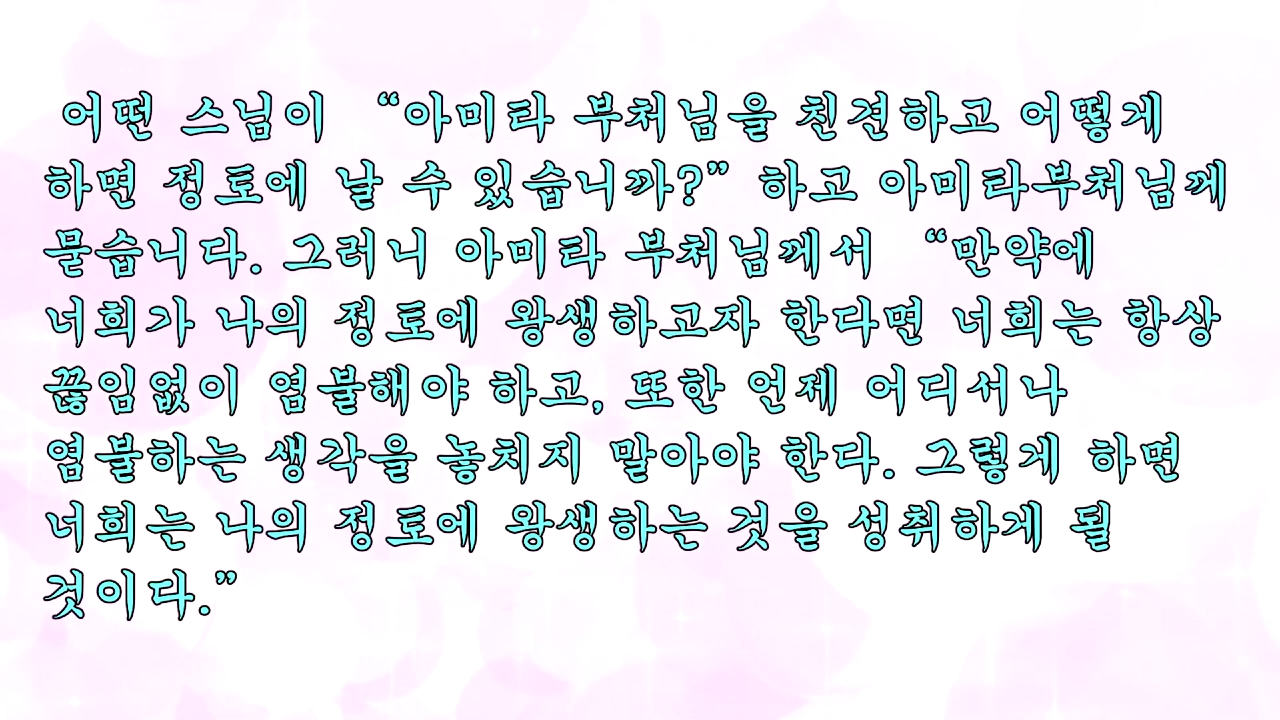 어떤 스님이 “아미타 부처님을 친견하고 어떻게
하면 정토에 날 수 있습니까?” 하고 아미타부처님께
묻습니다. 그러니 아미타 부처님께서 “만약에
너희가 나의 정토에 왕생하고자 한다면 너희는 항상
끊임없이 염불해야 하고, 또한 언제 어디서나
염불하는 생각을 놓치지 말아야 한다. 그렇게 하면
너희는 나의 정토에 왕생하는 것을 성취하게 될
것이다.”